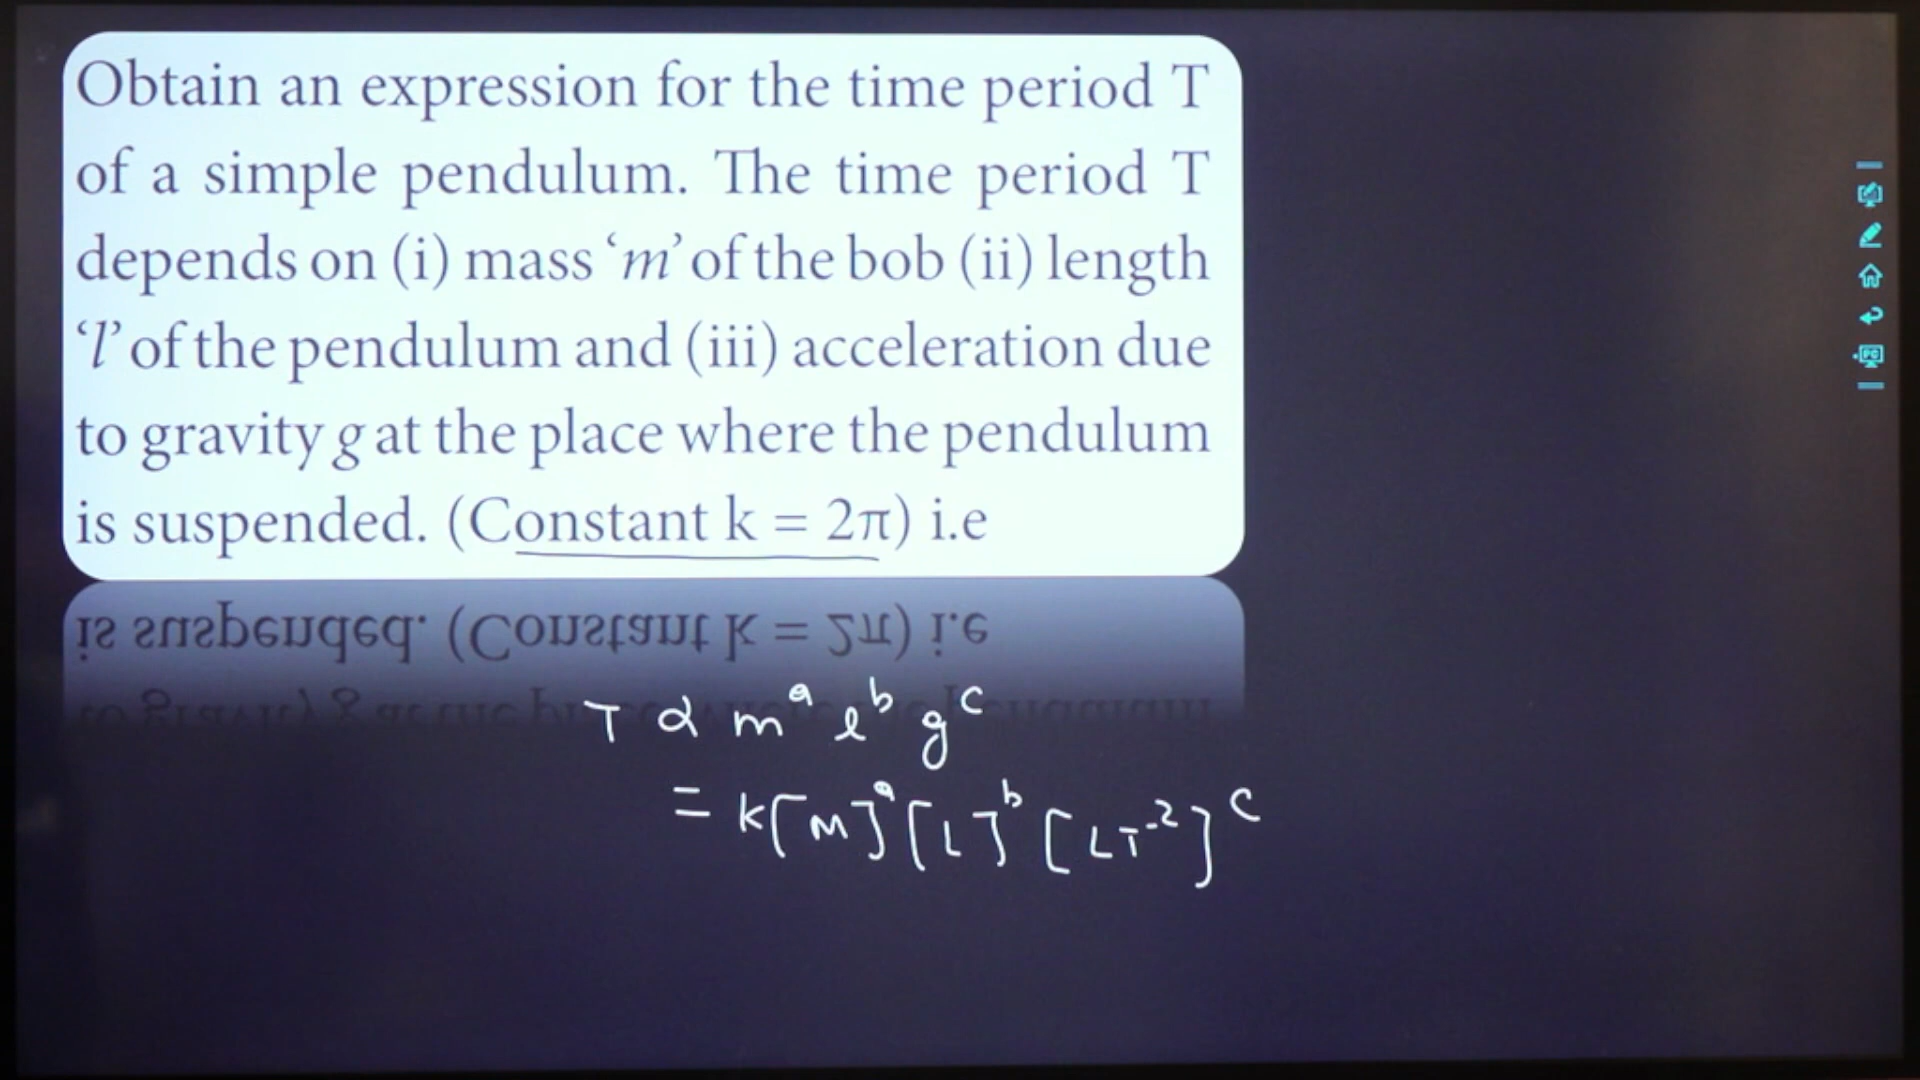 Obtain an expression for the time period T
of a simple pendulum. The time period T
depends on (i) mass ‘m’ of the bob (ii) length
‘l’ of the pendulum and (iii) acceleration due
to gravity g at the place where the pendulum
is suspended. (Constant k = 2π) i.e
T ∝ m^a l^b g^c
= K[M]^a [L]^b [LT^-2]^c